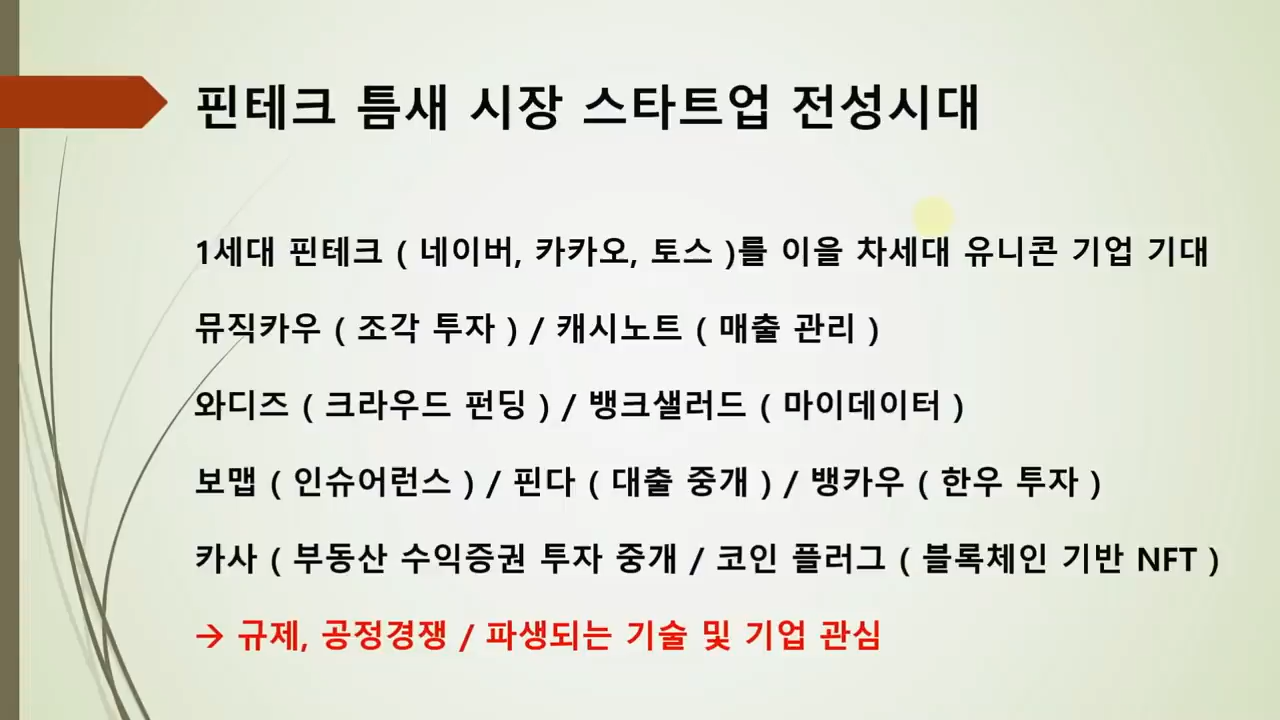 핀테크 틈새 시장 스타트업 전성시대
1세대 핀테크 ( 네이버, 카카오, 토스 )를 이을 차세대 유니콘 기업 기대
뮤직카우 ( 조각 투자 ) / 캐시노트 ( 매출 관리 )
와디즈 ( 크라우드 펀딩 ) / 뱅크샐러드 ( 마이데이터 )
보맵 ( 인슈어런스 ) / 핀다 ( 대출 중개 ) / 뱅카우 ( 한우 투자 )
카사 ( 부동산 수익증권 투자 중개 / 코인 플러그 ( 블록체인 기반 NFT )
→ 규제, 공정경쟁 / 파생되는 기술 및 기업 관심